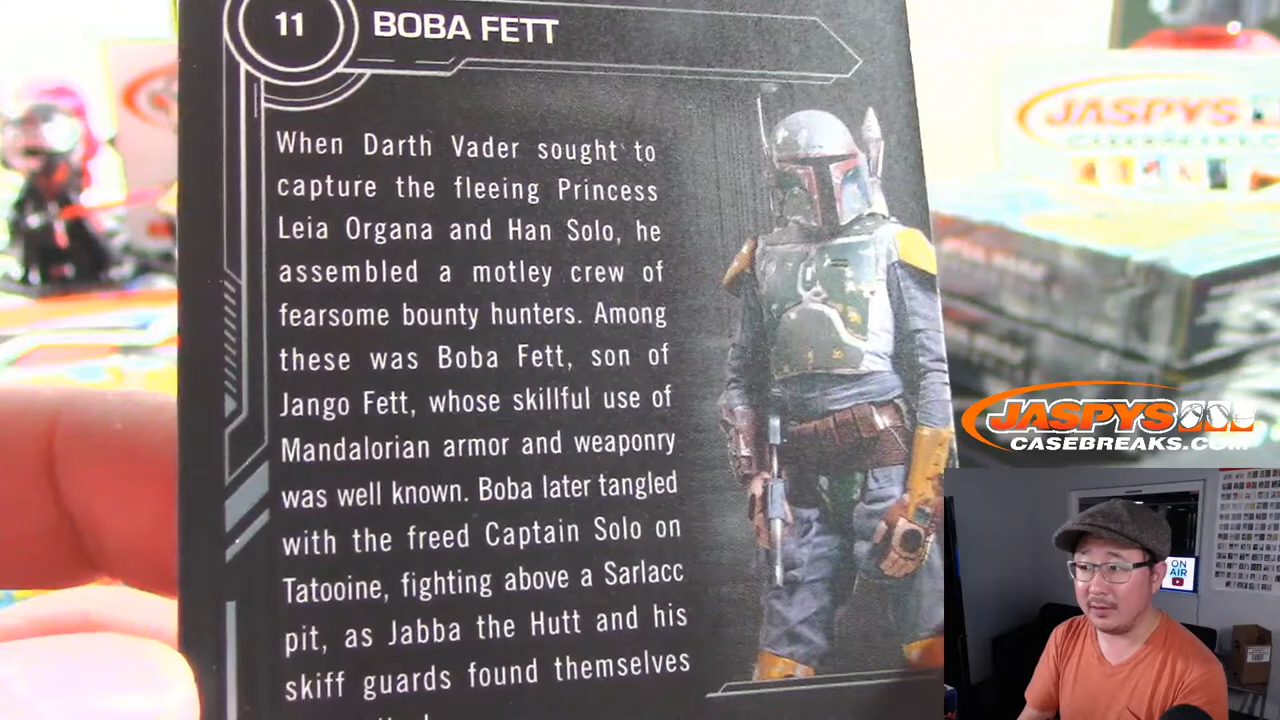 11
BOBA FETT
When Darth Vader sought to
capture the fleeing Princess
Leia Organa and Han Solo, he
assembled a motley crew of
fearsome bounty hunters. Among
these was Boba Fett, son of
Jango Fett, whose skillful use of
Mandalorian armor and weaponry
was well known. Boba later tangled
with the freed Captain Solo on
Tatooine, fighting above a Sarlacc
pit, as Jabba the Hutt and his
skiff guards found themselves
JASPYS
CASEBREAKS.C
JASPYS
CASEBREAKS.COM
ON
AIR